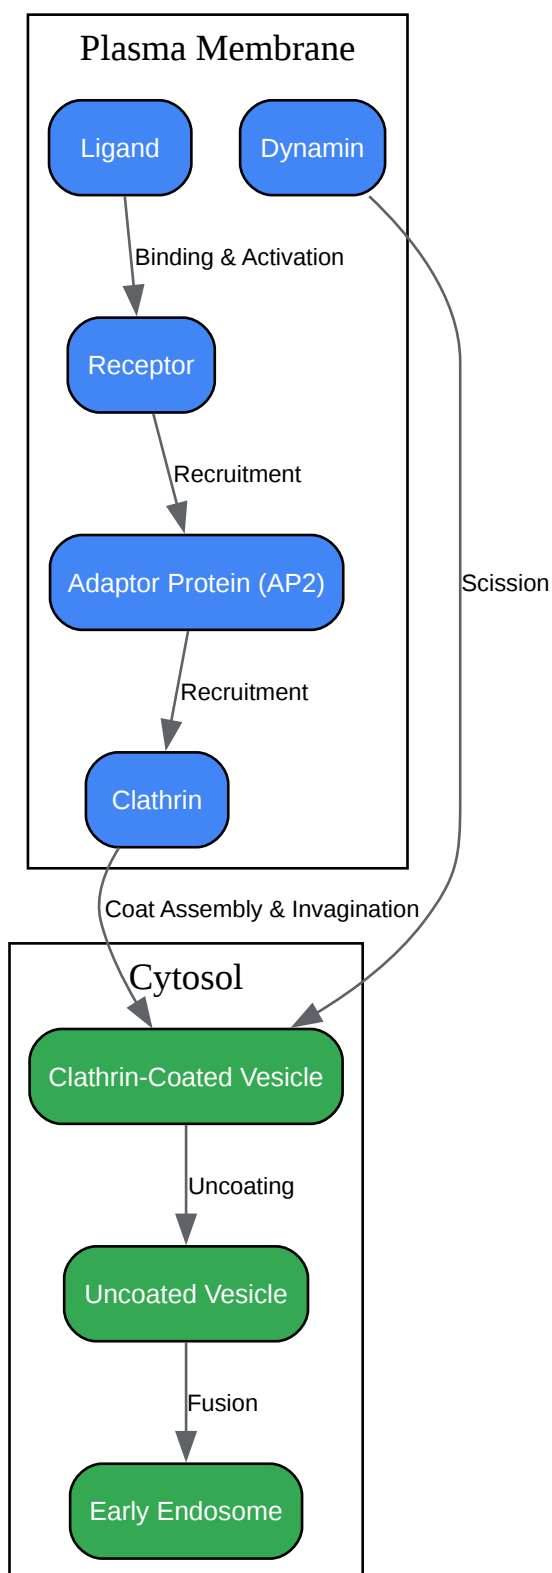 Plasma Membrane
Ligand
Dynamin
Binding & Activation
Receptor
Recruitment
Adaptor Protein (AP2)
Scission
Recruitment
Clathrin
Coat Assembly & Invagination
Cytosol
Clathrin-Coated Vesicle
Uncoating
Uncoated Vesicle
Fusion
Early Endosome